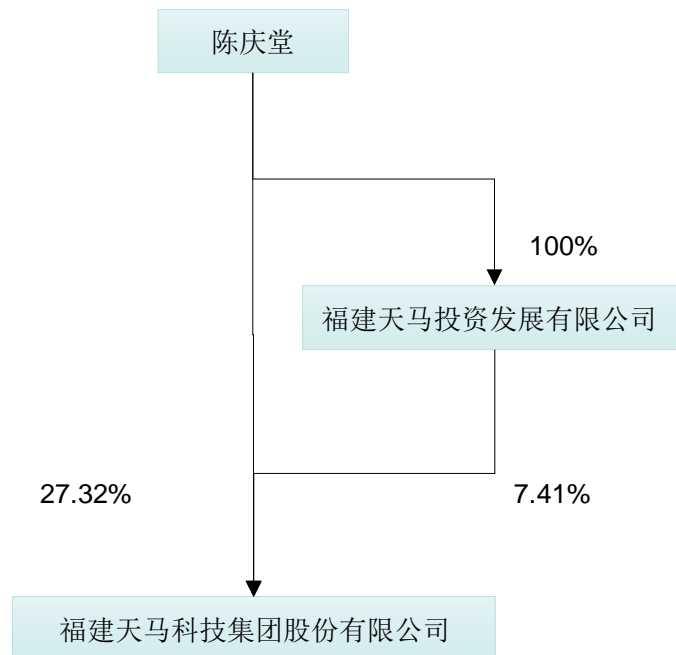 陈庆堂
100%
福建天马投资发展有限公司
27.32%
7.41%
福建天马科技集团股份有限公司